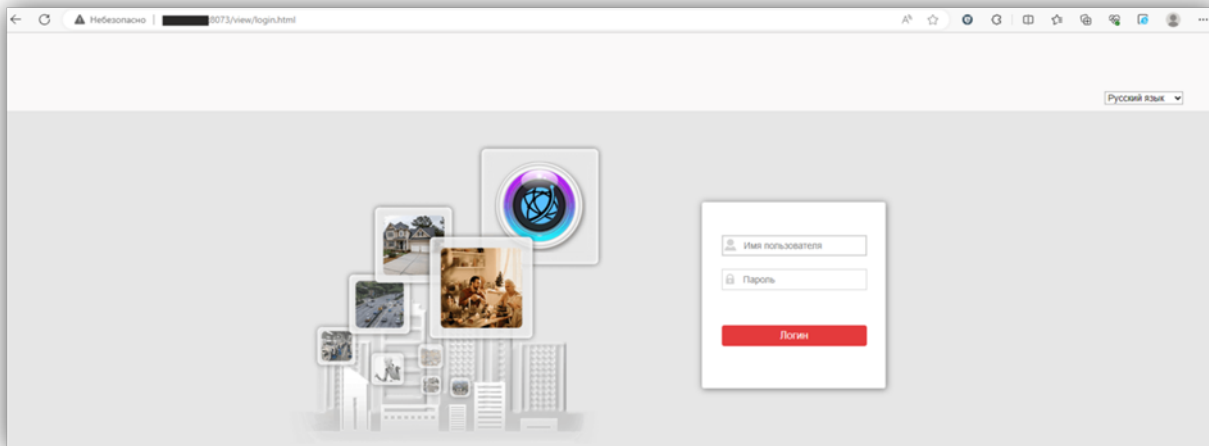 Небезопасно | :8073/view/login.html
Русский язык
Имя пользователя
Пароль
Логин